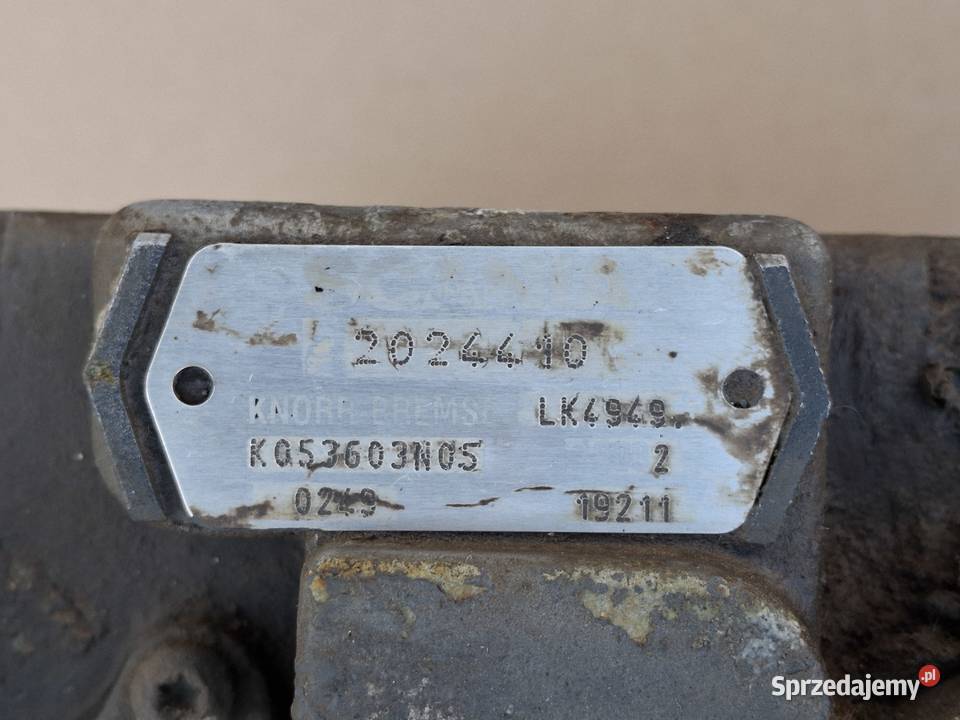 2024410
KNORR-BREMSE LK4949.
K053603N05 2
0249 19211
Sprzedajemy.pl